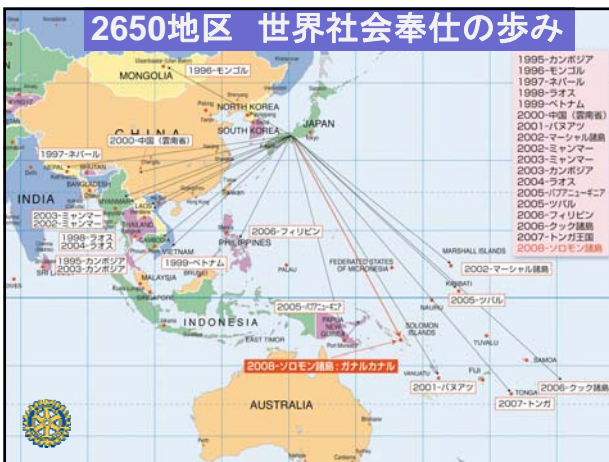 2650地区 世界社会奉仕の歩み
1995-カンボジア
1996-モンゴル
1997-ネパール
1998-ラオス
1999-ベトナム
2000-中国（雲南省）
2001-バヌアツ
2002-マーシャル諸島
2002-ミャンマー
2003-ミャンマー
2003-カンボジア
2004-ラオス
2005-パプアニューギニア
2005-ツバル
2006-フィリピン
2006-クック諸島
2007-トンガ王国
2008-ソロモン諸島
1996-モンゴル
MONGOLIA
NORTH KOREA
SOUTH KOREA
JAPAN
Tokyo
CHINA
2000-中国（雲南省）
1997-ネパール
NEPAL
BHUTAN
BANGLADESH
INDIA
MYANMAR
LAOS
THAILAND
Taiwan
2003-ミャンマー
2002-ミャンマー
CAMBODIA
VIETNAM
PHILIPPINES
2006-フィリピン
1998-ラオス
2004-ラオス
1999-ベトナム
1995-カンボジア
2003-カンボジア
SRI
MALAYSIA
BRUNEI
SINGAPORE
PALAU
FEDERATED STATES
OF MICRONESIA
MARSHALL ISLANDS
2002-マーシャル諸島
KIRIBATI
2005-ツバル
NAURU
INDONESIA
2005-パプアニューギニア
PAPUA
NEW
GUINEA
Port Moresby
EAST TIMOR
SOLOMON
ISLANDS
TUVALU
SAMOA
2008-ソロモン諸島：ガナルカナル
VANUATU
FIJI
2001-バヌアツ
2006-クック諸島
TONGA
2007-トンガ
AUSTRALIA
Brisbane
Perth
Sydney
Canberra